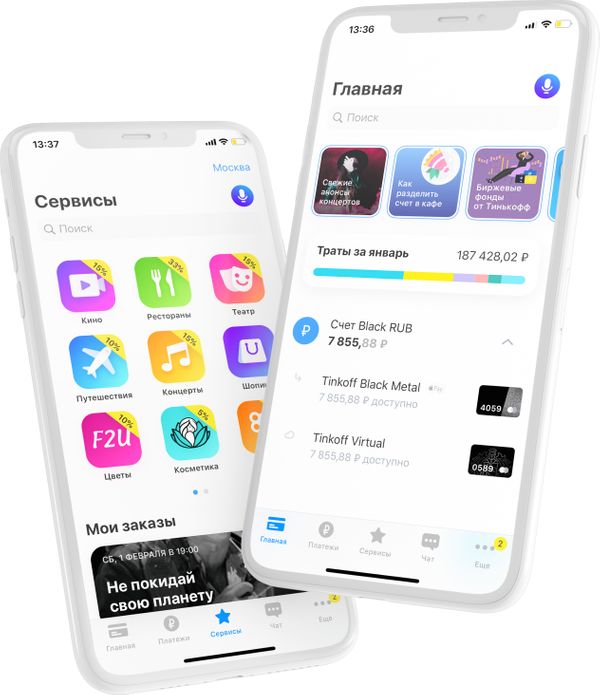 13:37
Москва
Сервисы
Поиск
15%
33%
15%
Кино
Рестораны
Театр
10%
15%
Путешествия
Концерты
Шопи
F2U
10%
5%
8
Цветы
Косметика
Мои заказы
СБ, 1 ФЕВРАЛЯ В 19:00
Не покидай
свою планету
2
Главная
Платежи
Сервисы
Чат
Еще
13:36
Главная
Поиск
Свежие
анонсы
концертов
Как
разделить
счет в кафе
Биржевые
фонды
от Тинькофф
Траты за январь
187 428,02 ₽
Счет Black RUB
7 855,88 ₽
Tinkoff Black Metal
Pay
7 855,88 ₽ доступно
4059
Tinkoff Virtual
7 855,88 ₽ доступно
0589
2
Главная
Платежи
Сервисы
Чат
Еще